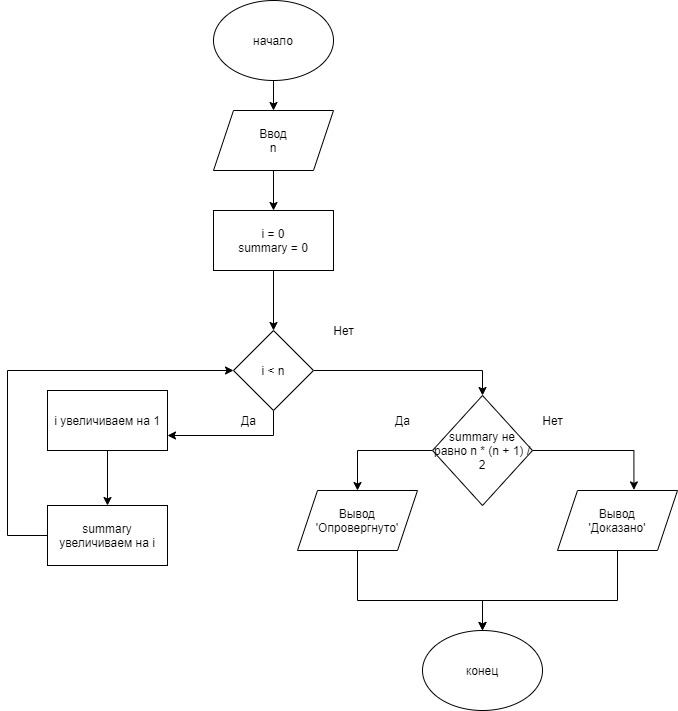 начало
Ввод
n
i = 0
summary = 0
Нет
i < n
i увеличиваем на 1
Да
summary
увеличиваем на i
Да
Нет
summary не
равно n * (n + 1) /
2
Вывод
'Опровергнуто'
Вывод
'Доказано'
конец